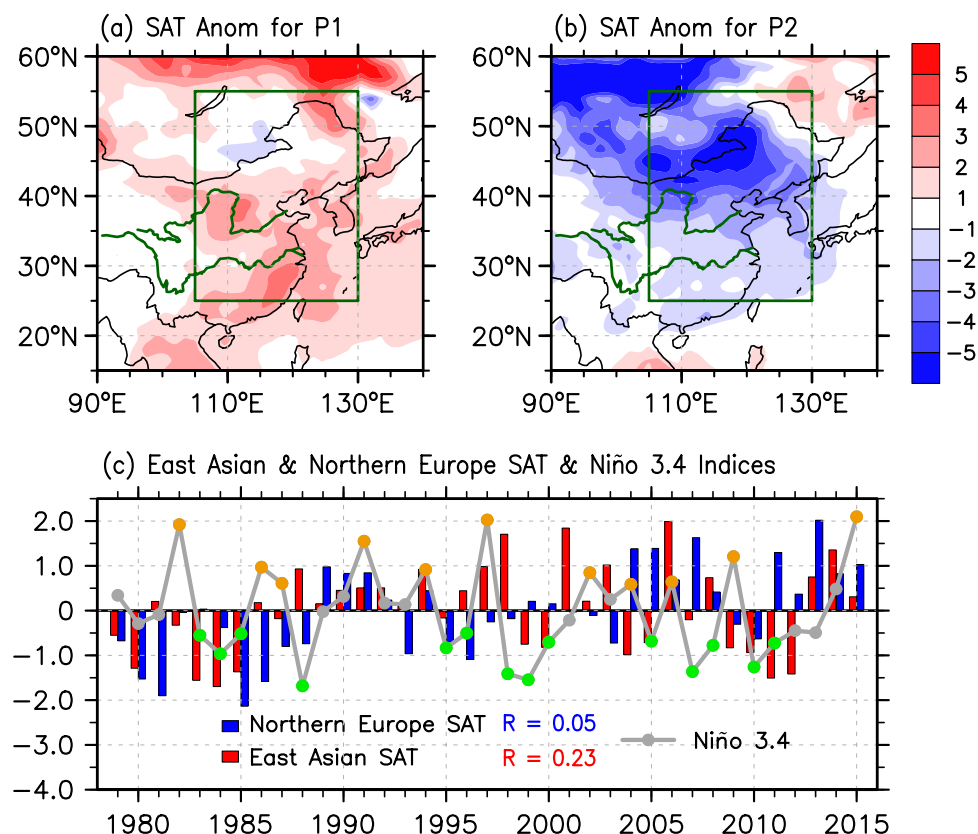 (a) SAT Anom for P1
(b) SAT Anom for P2
60°N
50°N
40°N
30°N
20°N
90°E 110°E 130°E
60°N
50°N
40°N
30°N
20°N
90°E 110°E 130°E
5
4
3
2
1
-1
-2
-3
-4
-5
(c) East Asian & Northern Europe SAT & Niño 3.4 Indices
2.0
1.0
0
-1.0
-2.0
-3.0
-4.0
Northern Europe SAT R = 0.05
East Asian SAT R = 0.23
Niño 3.4
1980 1985 1990 1995 2000 2005 2010 2015